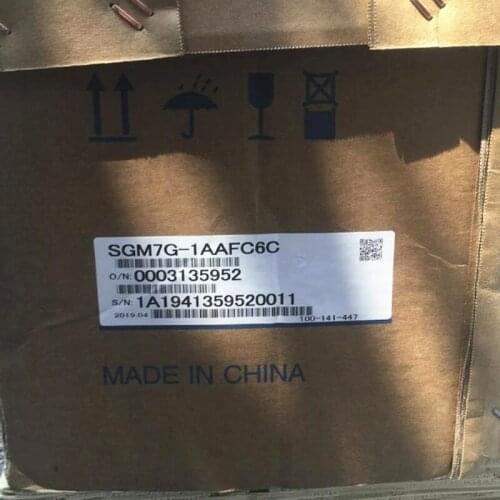 SGM7G-1AAFC6C
O/N: 0003135952
S/N: 1A1941359520011
2019.04
100-141-447
MADE IN CHINA